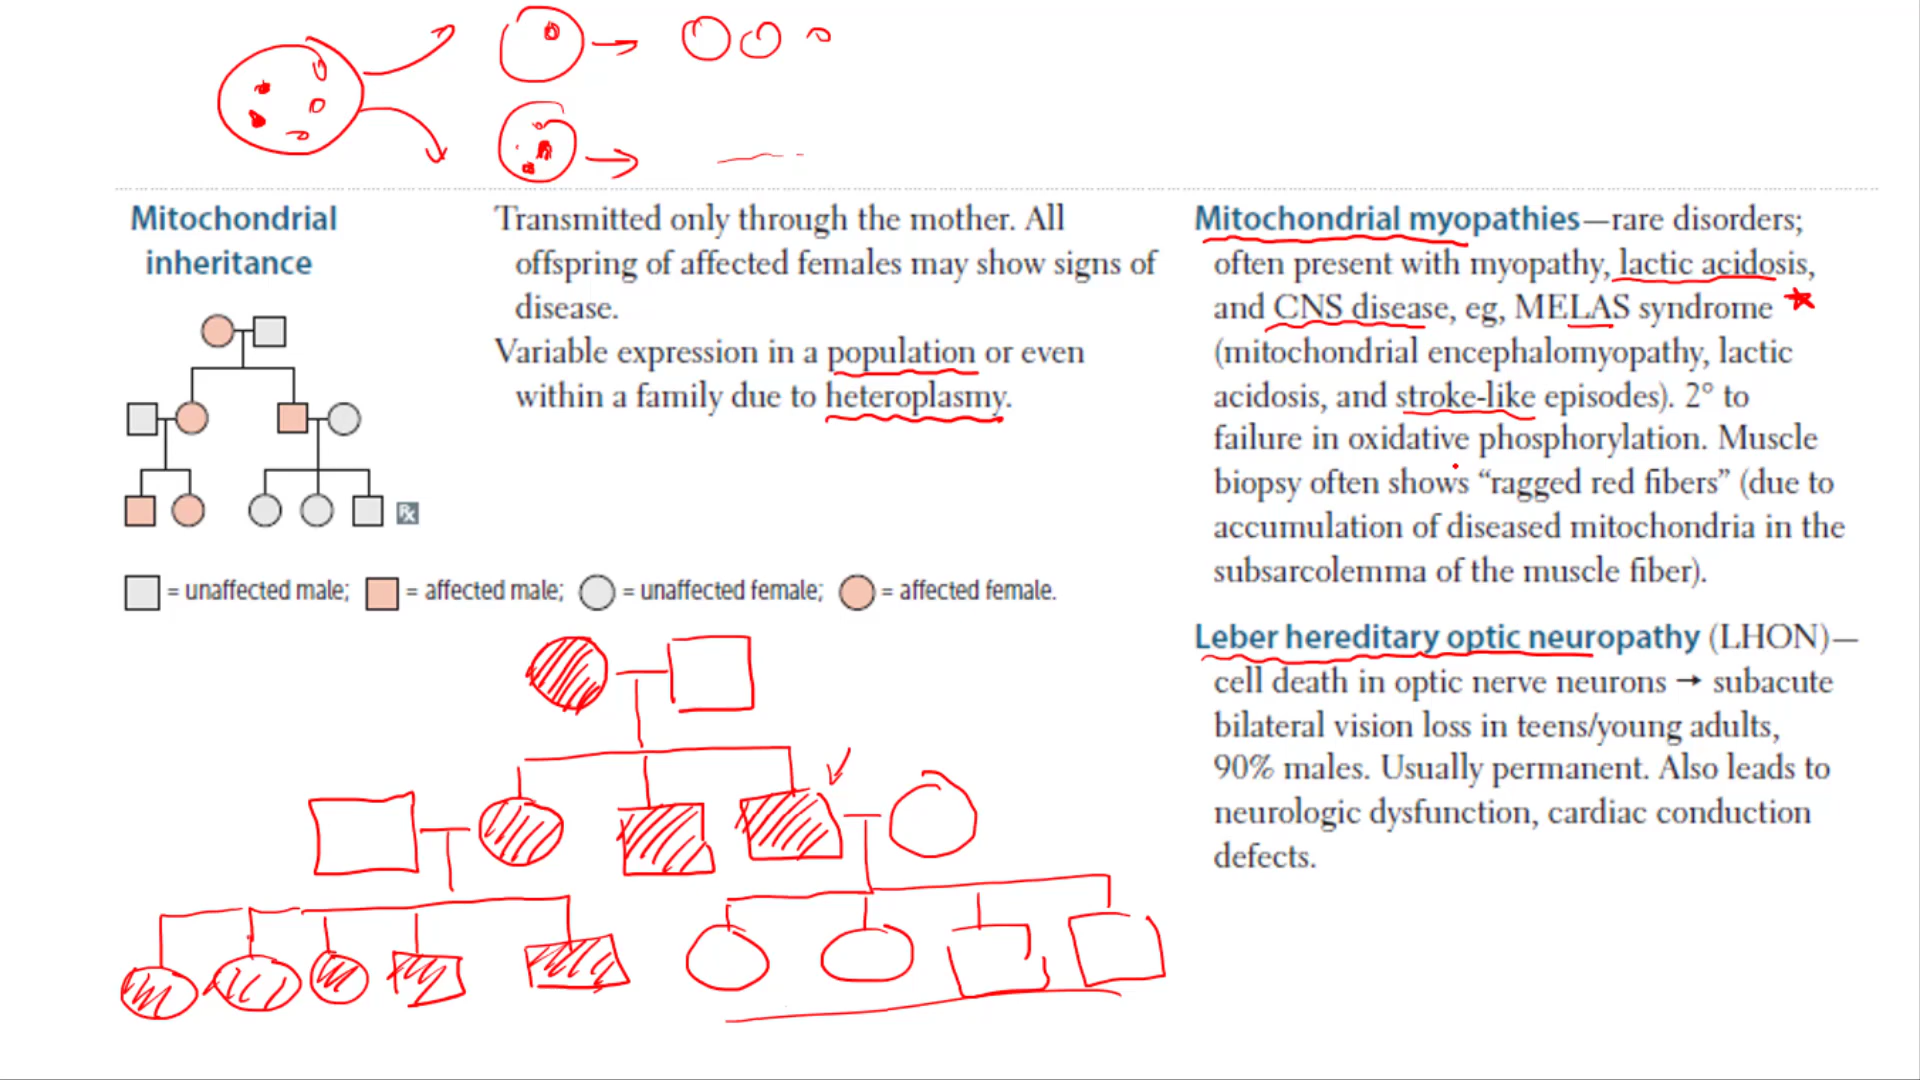 Mitochondrial
inheritance
Transmitted only through the mother. All
offspring of affected females may show signs of
disease.
Variable expression in a population or even
within a family due to heteroplasmy.
Rx
= unaffected male; = affected male; = unaffected female; = affected female.
Mitochondrial myopathies—rare disorders;
often present with myopathy, lactic acidosis,
and CNS disease, eg, MELAS syndrome
(mitochondrial encephalomyopathy, lactic
acidosis, and stroke-like episodes). 2° to
failure in oxidative phosphorylation. Muscle
biopsy often shows “ragged red fibers” (due to
accumulation of diseased mitochondria in the
subsarcolemma of the muscle fiber).
Leber hereditary optic neuropathy (LHON)—
cell death in optic nerve neurons → subacute
bilateral vision loss in teens/young adults,
90% males. Usually permanent. Also leads to
neurologic dysfunction, cardiac conduction
defects.